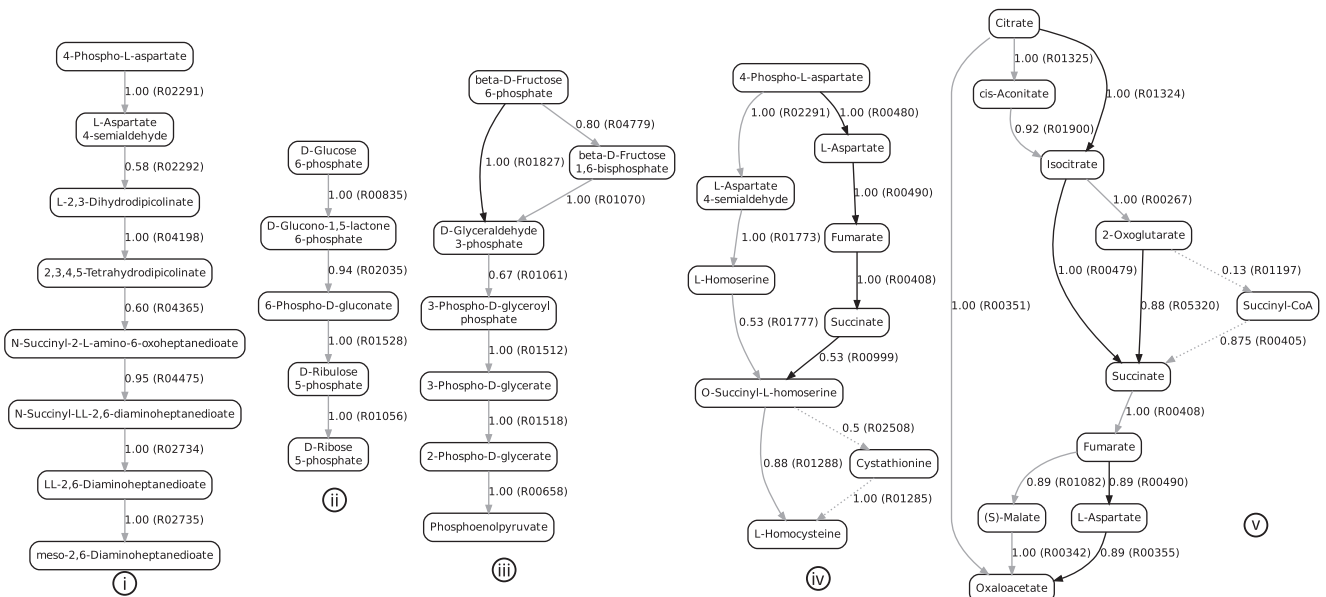 4-Phospho-L-aspartate
1.00 (R02291)
L-Aspartate
4-semialdehyde
0.58 (R02292)
L-2,3-Dihydrodipicolinate
1.00 (R04198)
2,3,4,5-Tetrahydrodipicolinate
0.60 (R04365)
N-Succinyl-2-L-amino-6-oxoheptanedioate
0.95 (R04475)
N-Succinyl-LL-2,6-diaminoheptanedioate
1.00 (R02734)
LL-2,6-Diaminoheptanedioate
1.00 (R02735)
meso-2,6-Diaminoheptanedioate
i
D-Glucose
6-phosphate
1.00 (R00835)
D-Glucono-1,5-lactone
6-phosphate
0.94 (R02035)
6-Phospho-D-gluconate
1.00 (R01528)
D-Ribulose
5-phosphate
1.00 (R01056)
D-Ribose
5-phosphate
ii
beta-D-Fructose
6-phosphate
0.80 (R04779)
1.00 (R01827)
beta-D-Fructose
1,6-bisphosphate
1.00 (R01070)
D-Glyceraldehyde
3-phosphate
0.67 (R01061)
3-Phospho-D-glyceroyl
phosphate
1.00 (R01512)
3-Phospho-D-glycerate
1.00 (R01518)
2-Phospho-D-glycerate
1.00 (R00658)
Phosphoenolpyruvate
iii
4-Phospho-L-aspartate
1.00 (R02291)
1.00 (R00480)
L-Aspartate
L-Aspartate
4-semialdehyde
1.00 (R00490)
1.00 (R01773)
Fumarate
L-Homoserine
1.00 (R00408)
0.53 (R01777)
Succinate
0.53 (R00999)
O-Succinyl-L-homoserine
0.5 (R02508)
0.88 (R01288)
Cystathionine
1.00 (R01285)
L-Homocysteine
iv
Citrate
1.00 (R01325)
cis-Aconitate
1.00 (R01324)
0.92 (R01900)
Isocitrate
1.00 (R00267)
2-Oxoglutarate
1.00 (R00479)
0.13 (R01197)
1.00 (R00351)
0.88 (R05320)
Succinyl-CoA
0.875 (R00405)
Succinate
1.00 (R00408)
Fumarate
0.89 (R01082)
0.89 (R00490)
(S)-Malate
L-Aspartate
1.00 (R00342)
0.89 (R00355)
Oxaloacetate
v